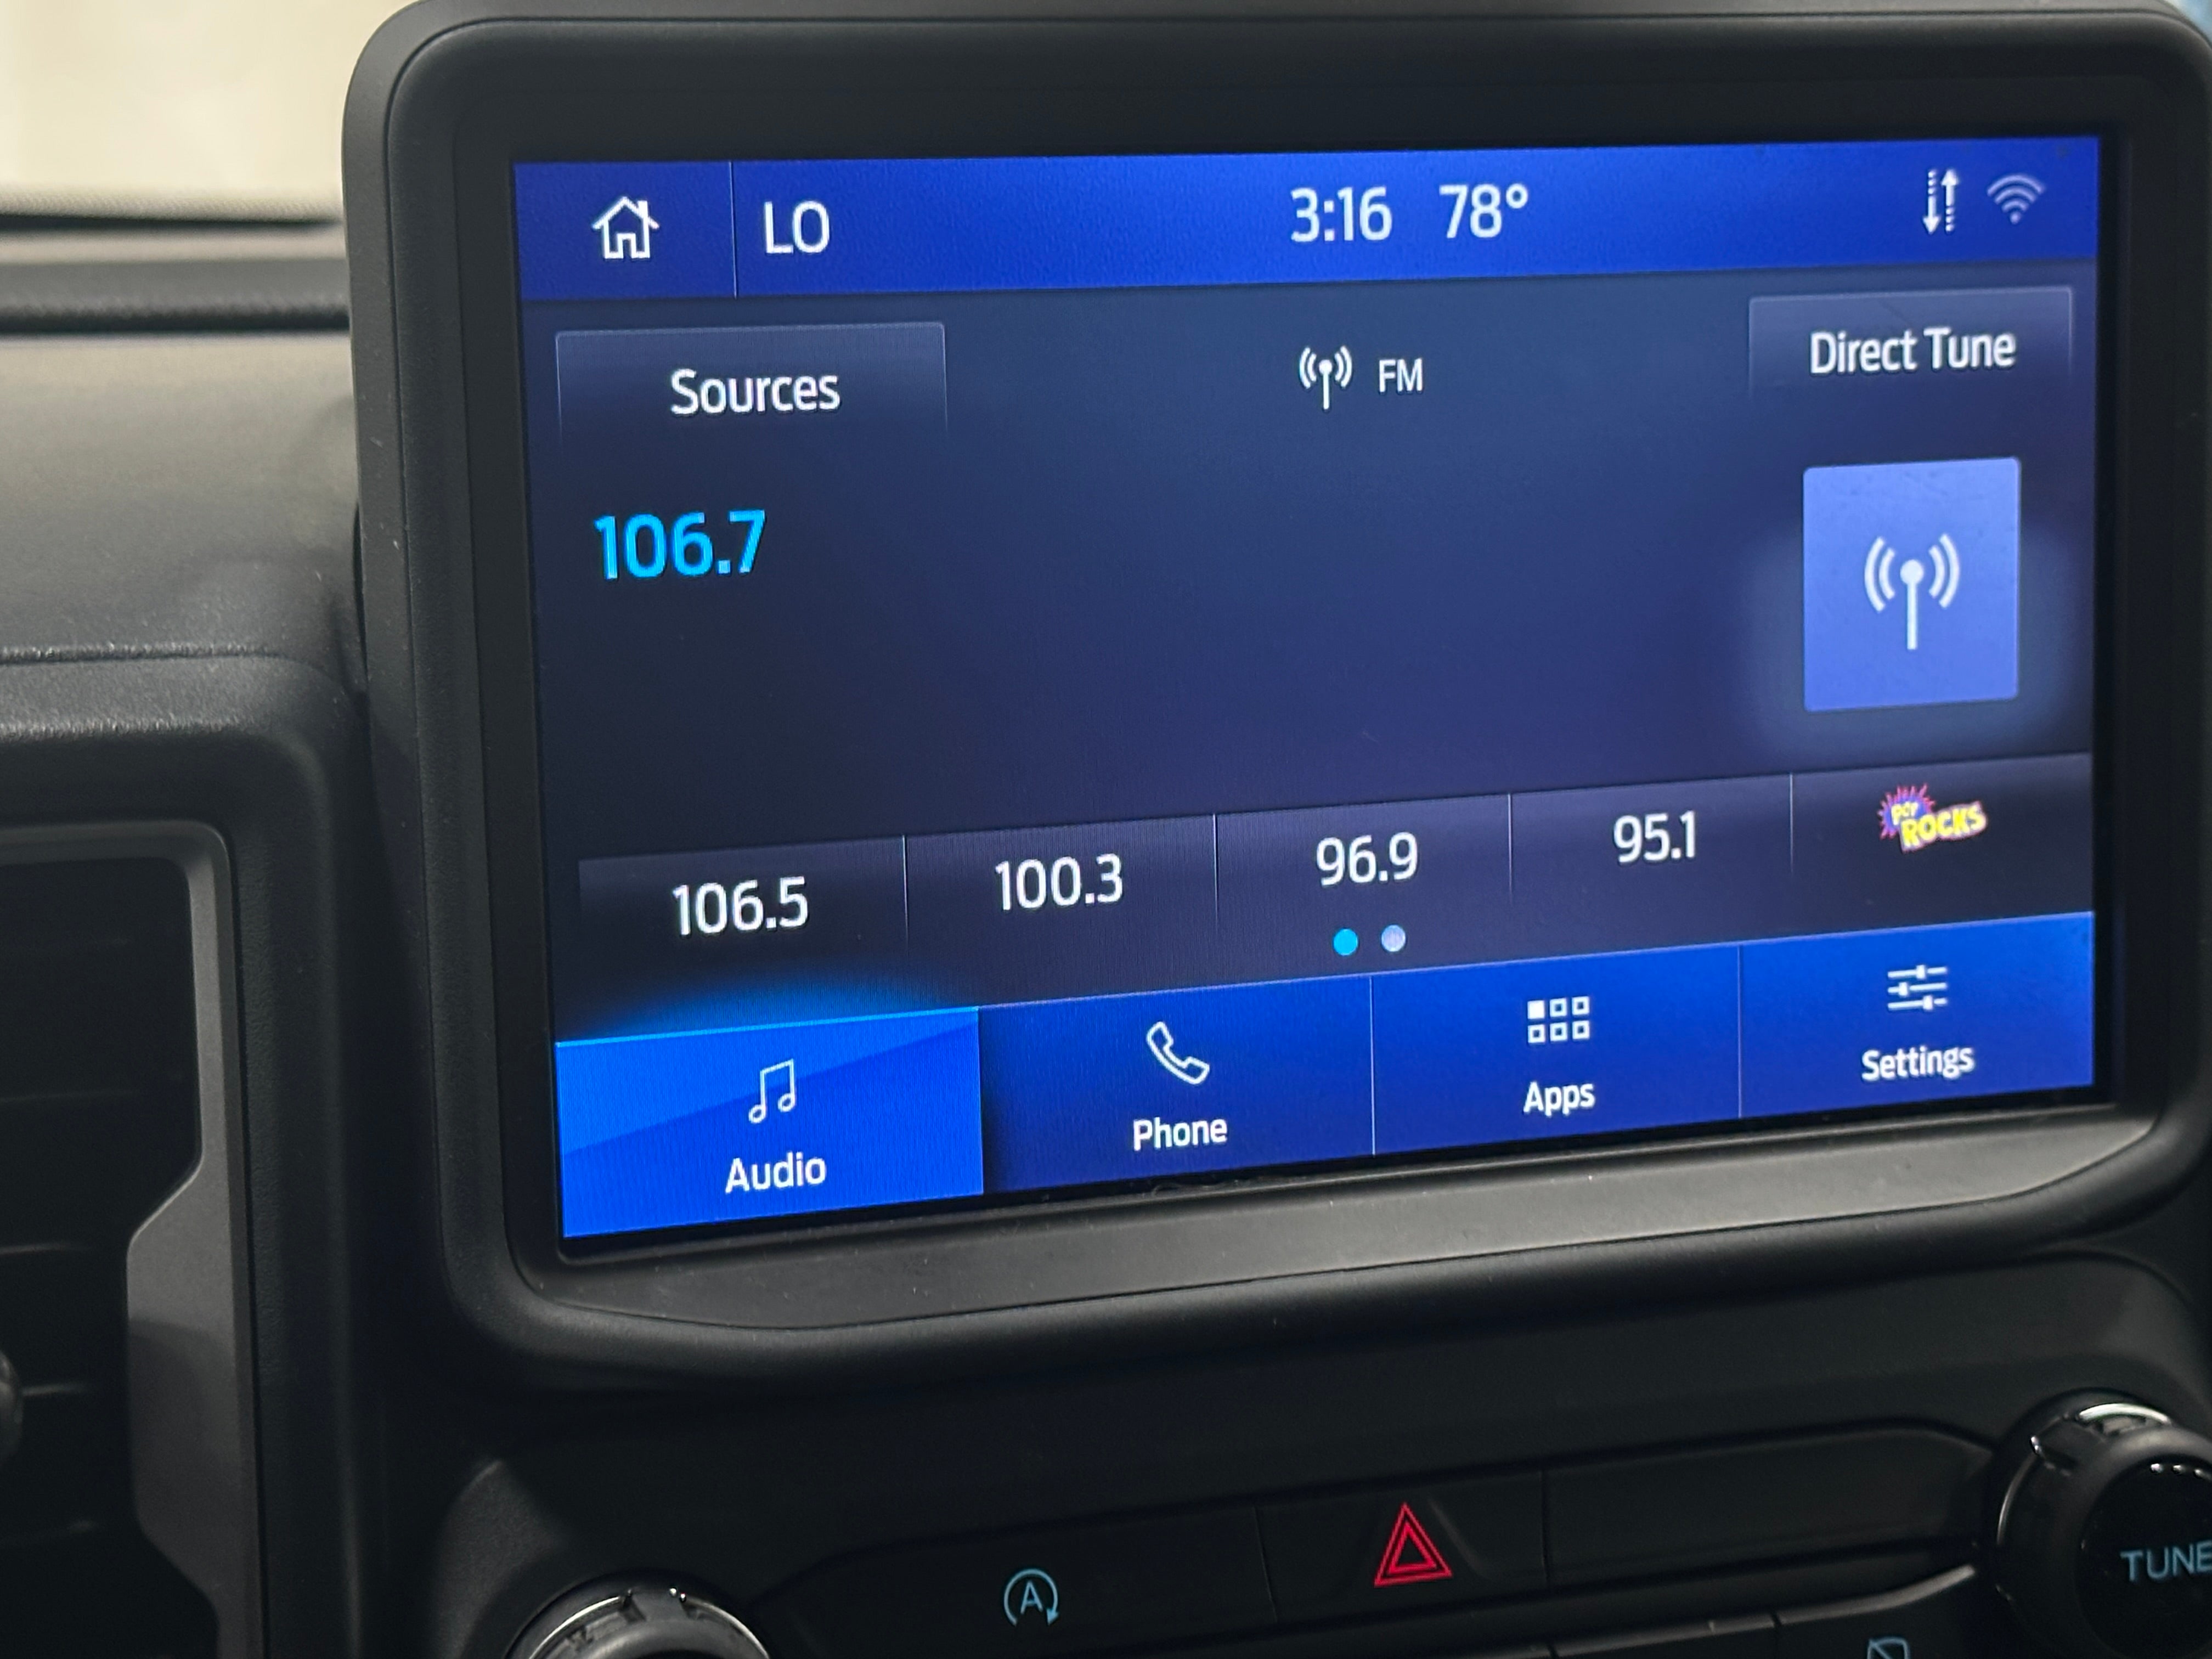 LO 3:16 78°
Sources FM Direct Tune
106.7
106.5 100.3 96.9 95.1 POP ROCKS
Audio Phone Apps Settings
A
TUNE